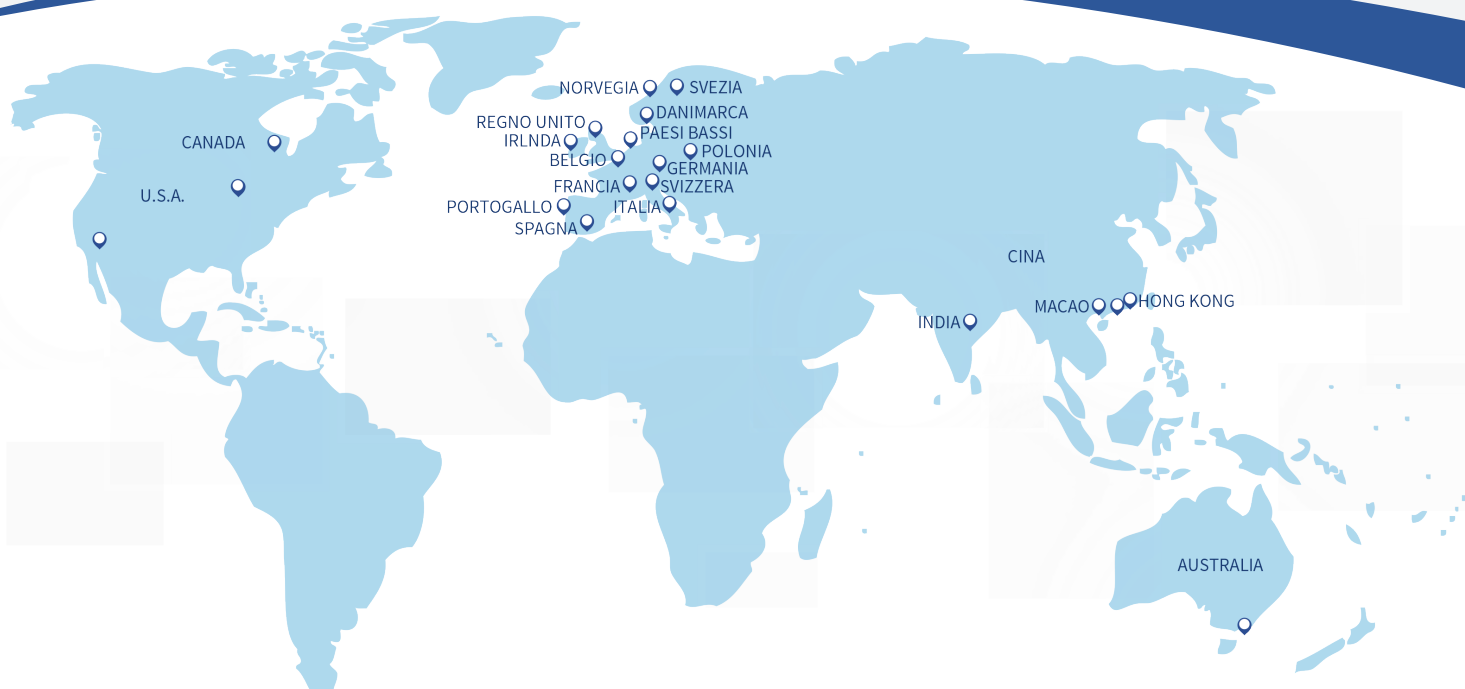 NORVEGIA
SVEZIA
DANIMARCA
REGNO UNITO
PAESI BASSI
CANADA
IRLNDA
POLONIA
BELGIO
GERMANIA
FRANCIA
SVIZZERA
U.S.A.
PORTOGALLO
ITALIA
SPAGNA
CINA
MACAO
HONG KONG
INDIA
AUSTRALIA